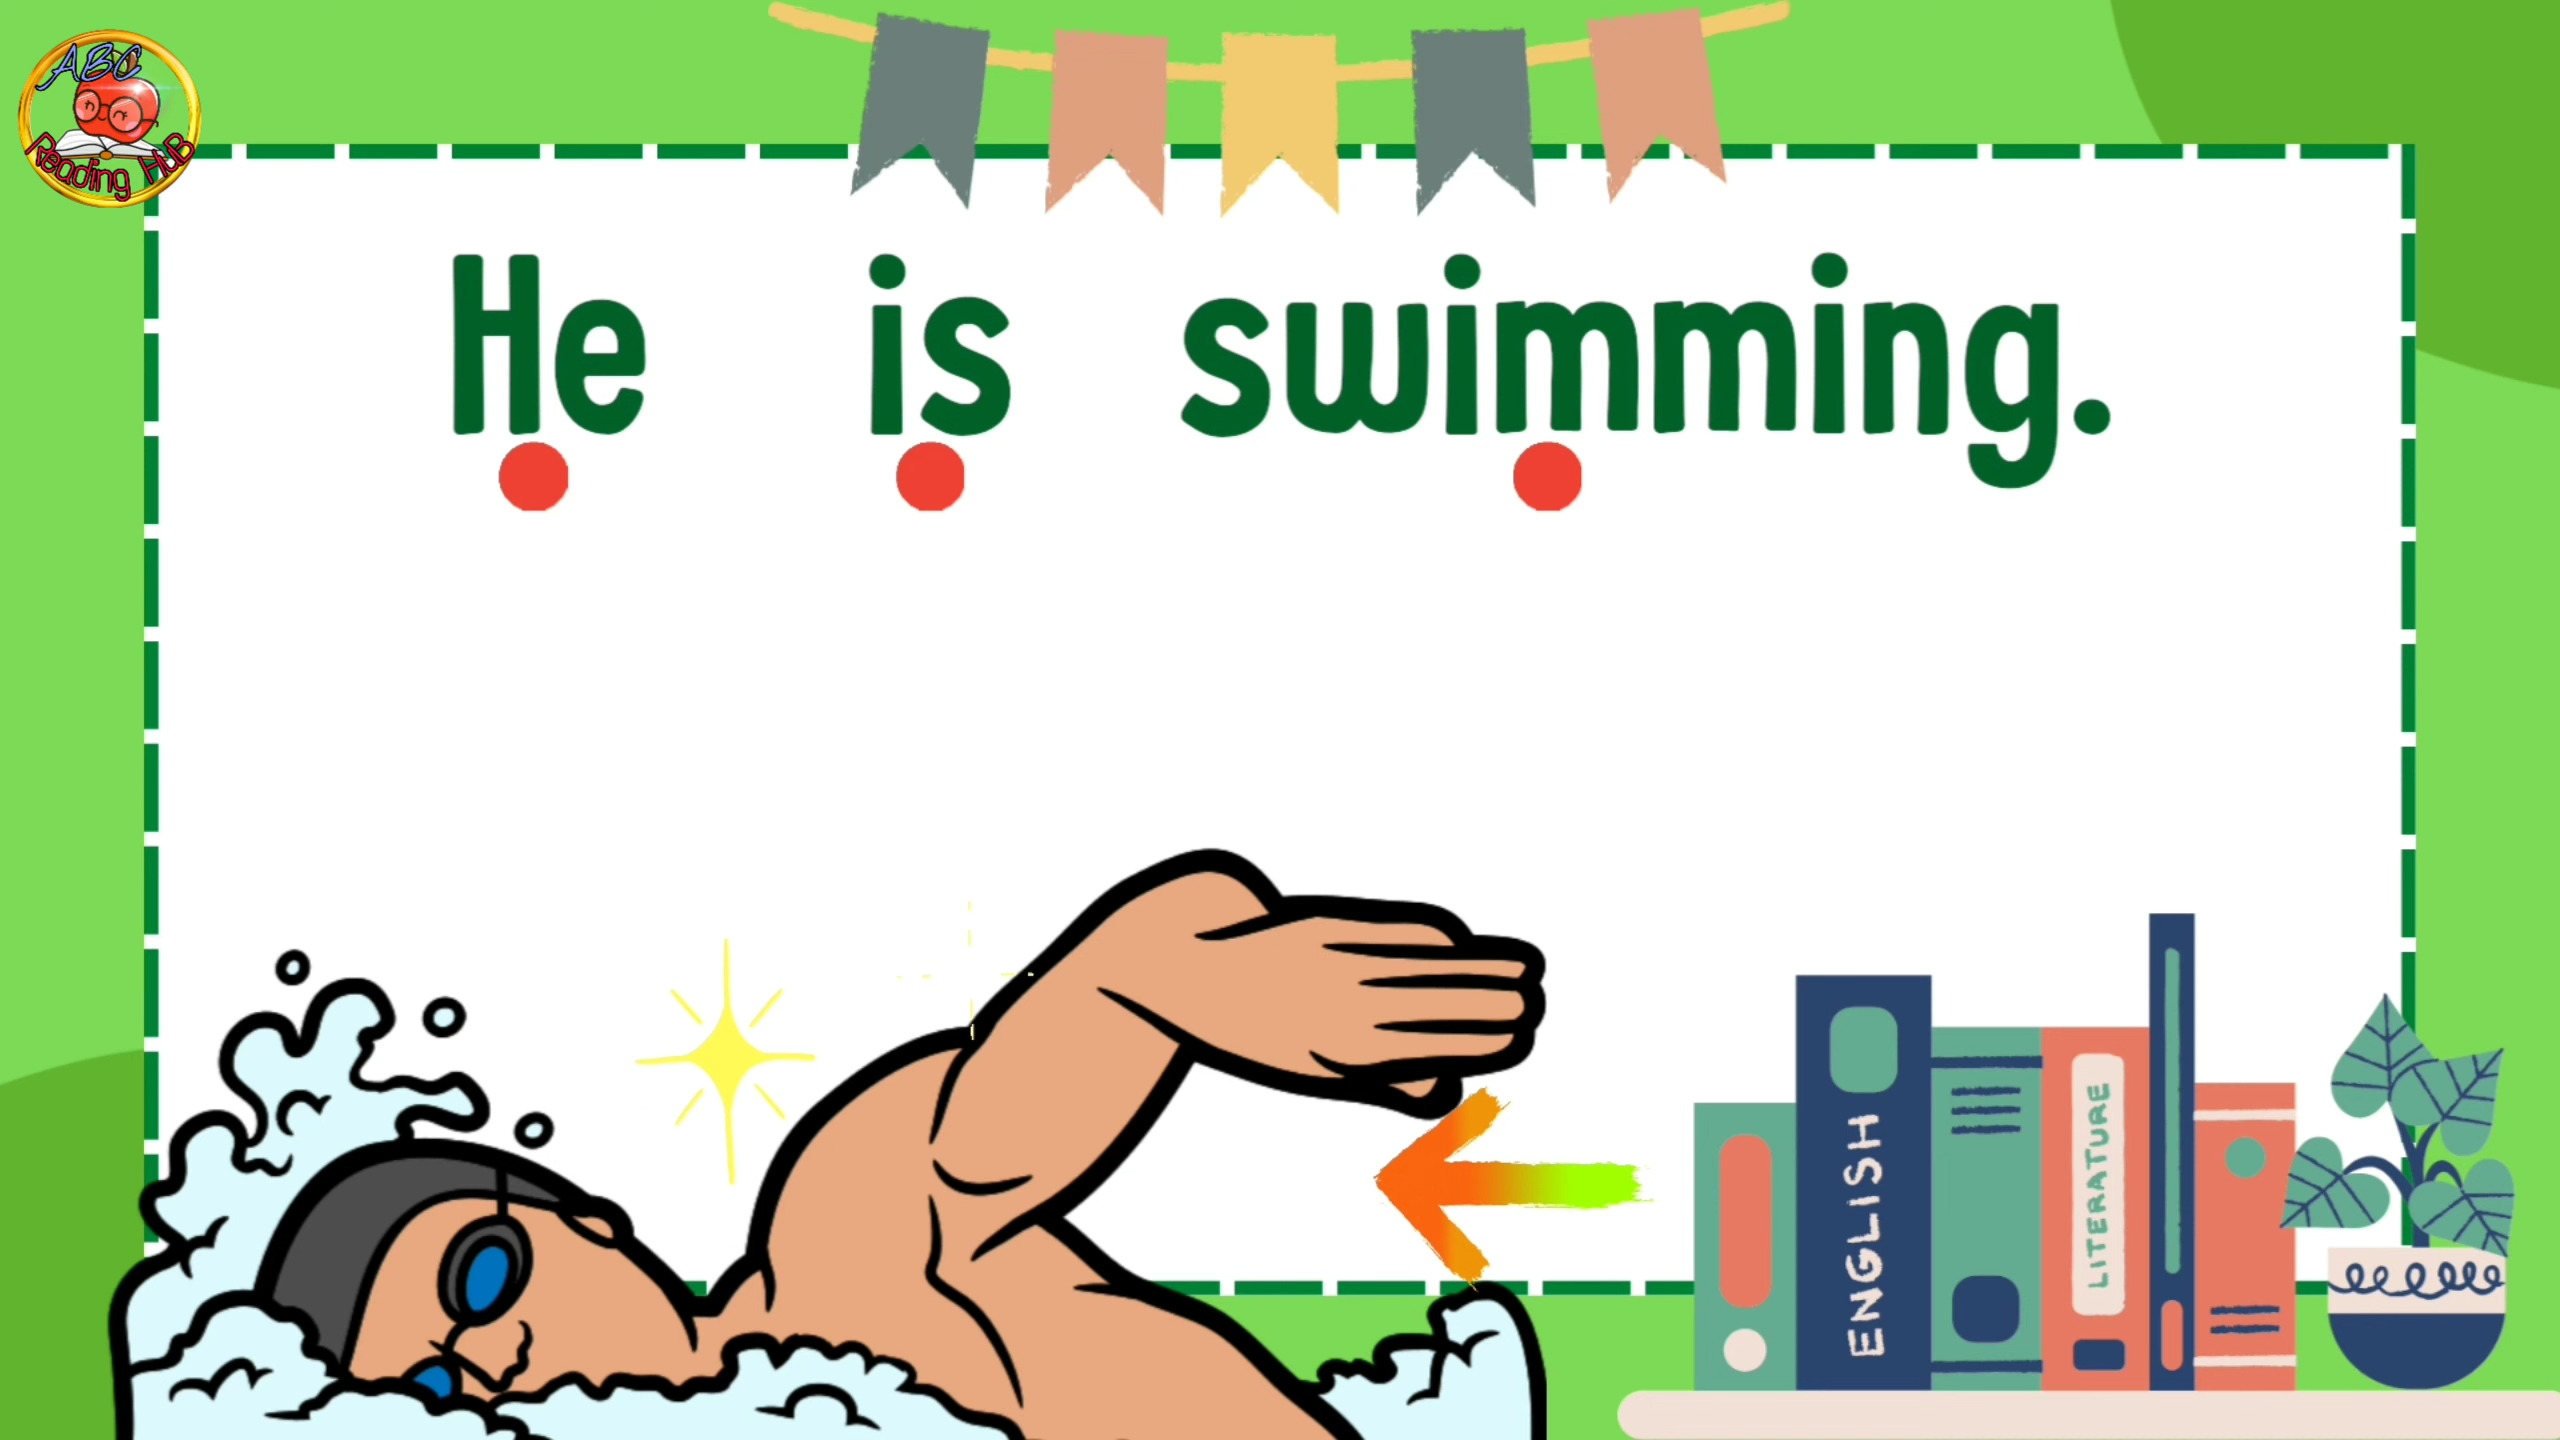 ABC
Reading HuB
He is swimming.
ENGLISH
LITERATURE